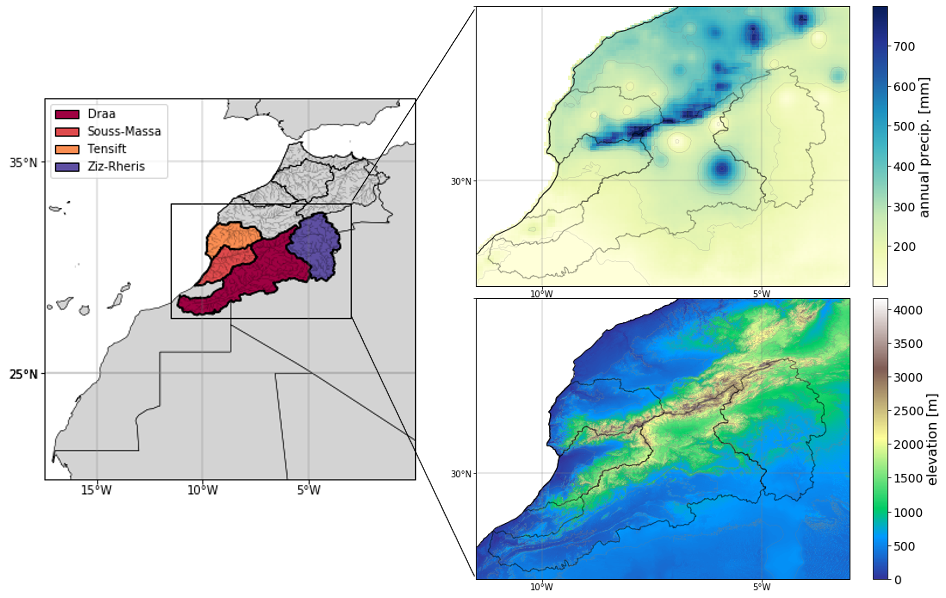 Draa
Souss-Massa
Tensift
Ziz-Rheris
35°N
25°N
15°W
10°W
5°W
30°N
10°W
5°W
700
600
500
400
300
200
annual precip. [mm]
30°N
10°W
5°W
4000
3500
3000
2500
2000
1500
1000
500
0
elevation [m]